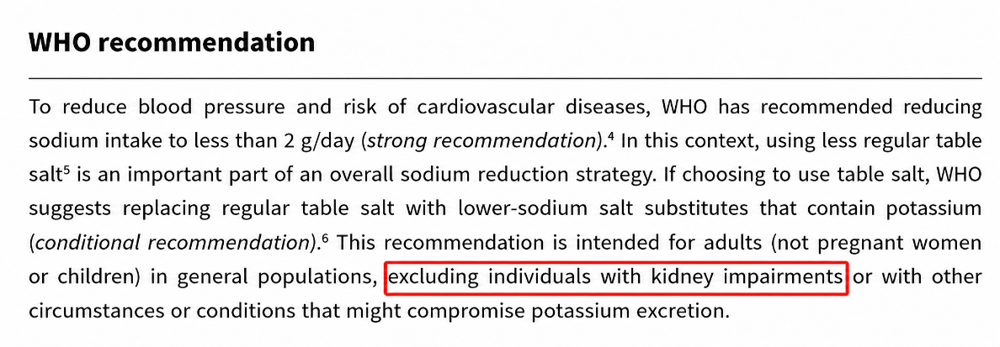 WHO recommendation
To reduce blood pressure and risk of cardiovascular diseases, WHO has recommended reducing
sodium intake to less than 2 g/day (strong recommendation).⁴ In this context, using less regular table
salt⁵ is an important part of an overall sodium reduction strategy. If choosing to use table salt, WHO
suggests replacing regular table salt with lower-sodium salt substitutes that contain potassium
(conditional recommendation).⁶ This recommendation is intended for adults (not pregnant women
or children) in general populations, excluding individuals with kidney impairments or with other
circumstances or conditions that might compromise potassium excretion.